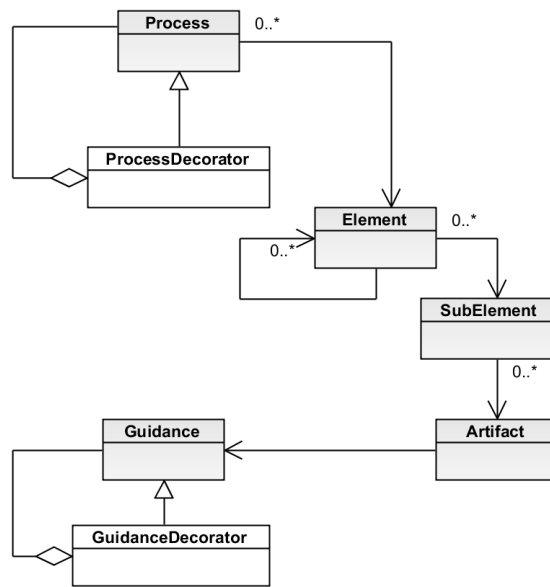 Process
0..*
ProcessDecorator
Element
0..*
0..*
SubElement
0..*
Guidance
Artifact
GuidanceDecorator